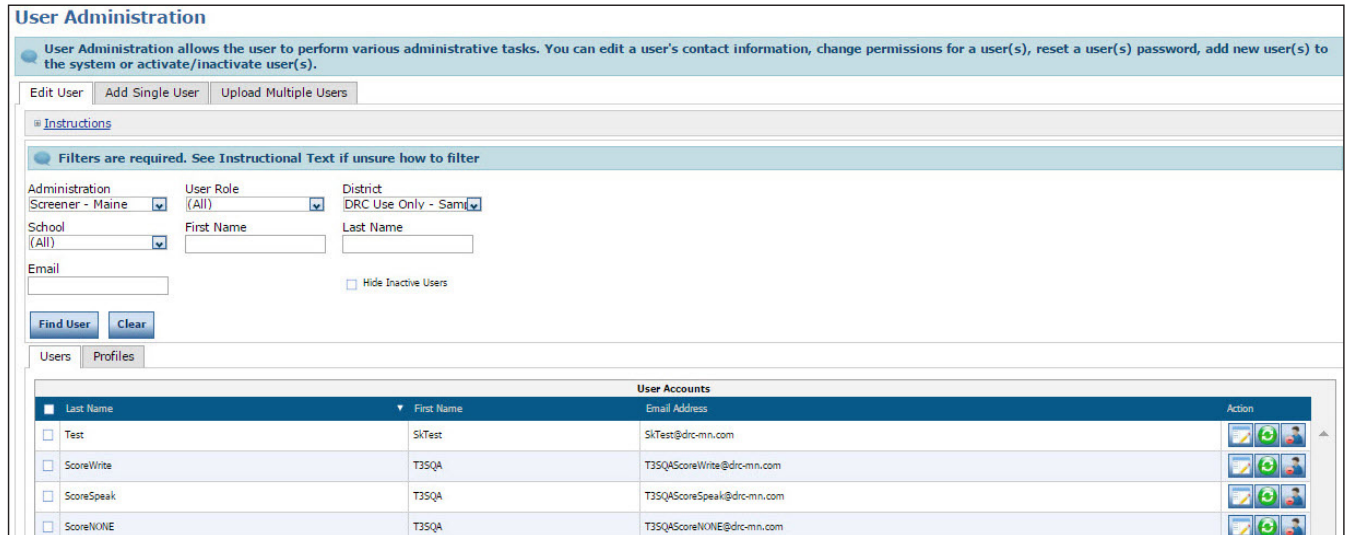 User Administration
User Administration allows the user to perform various administrative tasks. You can edit a user's contact information, change permissions for a user(s), reset a user(s) password, add new user(s) to
the system or activate/inactivate user(s).
Edit User Add Single User Upload Multiple Users
Instructions
Filters are required. See Instructional Text if unsure how to filter
Administration User Role District
Screener - Maine (All) DRC Use Only - Samp
School First Name Last Name
(All)
Email
Hide Inactive Users
Find User Clear
Users Profiles
User Accounts
Last Name First Name Email Address Action
Test SkTest SkTest@drc-mn.com
ScoreWrite T3SQA T3SQAScoreWrite@drc-mn.com
ScoreSpeak T3SQA T3SQAScoreSpeak@drc-mn.com
ScoreNONE T3SQA T3SQAScoreNONE@drc-mn.com